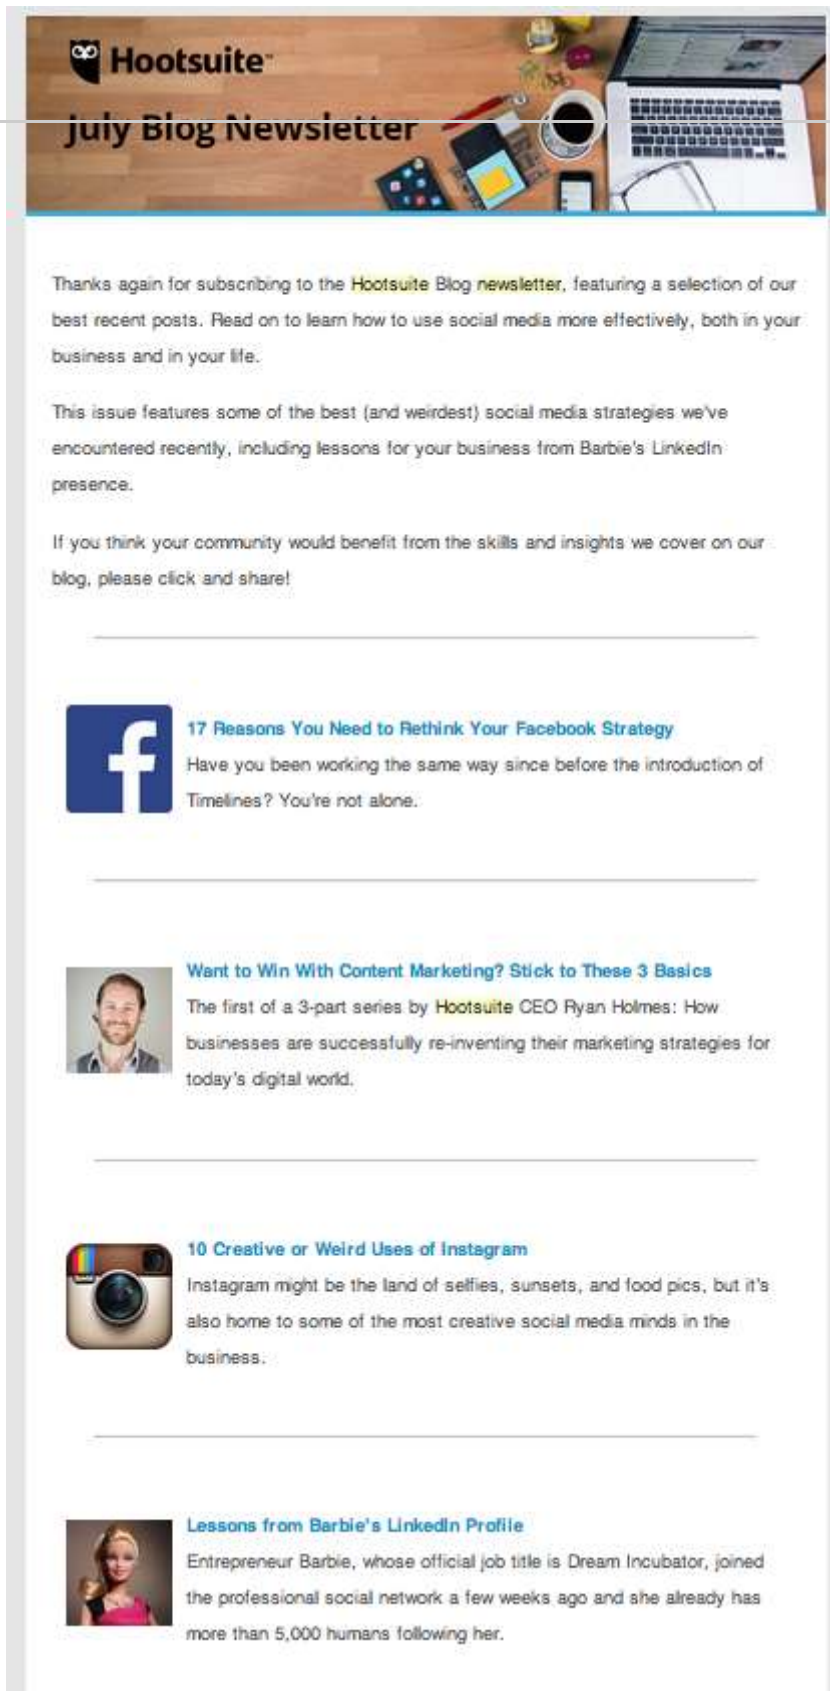 Hootsuite™
July Blog Newsletter
Thanks again for subscribing to the Hootsuite Blog newsletter, featuring a selection of our
best recent posts. Read on to learn how to use social media more effectively, both in your
business and in your life.
This issue features some of the best (and weirdest) social media strategies we've
encountered recently, including lessons for your business from Barbie's LinkedIn
presence.
If you think your community would benefit from the skills and insights we cover on our
blog, please click and share!
17 Reasons You Need to Rethink Your Facebook Strategy
Have you been working the same way since before the introduction of
Timelines? You're not alone.
Want to Win With Content Marketing? Stick to These 3 Basics
The first of a 3-part series by Hootsuite CEO Ryan Holmes: How
businesses are successfully re-inventing their marketing strategies for
today's digital world.
10 Creative or Weird Uses of Instagram
Instagram might be the land of selfies, sunsets, and food pics, but it's
also home to some of the most creative social media minds in the
business.
Lessons from Barbie's LinkedIn Profile
Entrepreneur Barbie, whose official job title is Dream Incubator, joined
the professional social network a few weeks ago and she already has
more than 5,000 humans following her.